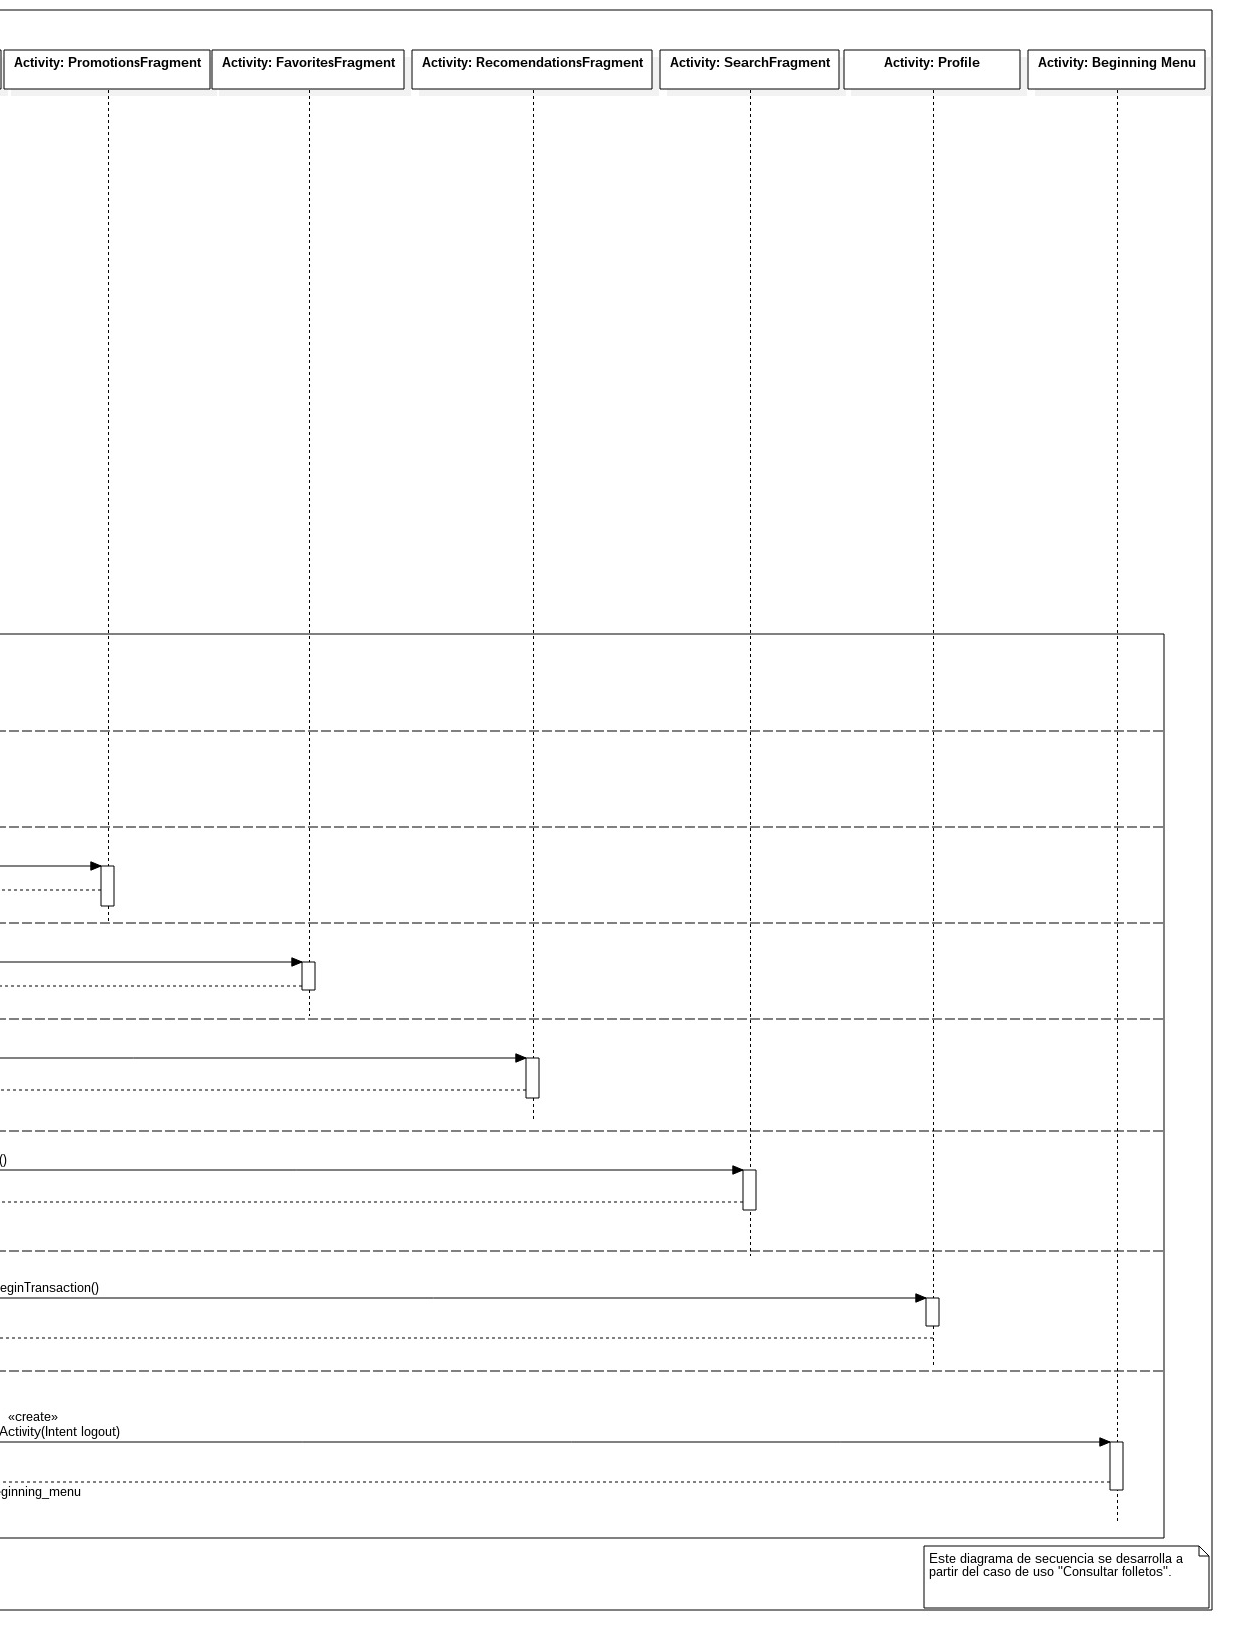 Activity: PromotionsFragment
Activity: FavoritesFragment
Activity: RecomendationsFragment
Activity: SearchFragment
Activity: Profile
Activity: Beginning Menu
()
eginTransaction()
«create»
Activity(Intent logout)
ginning_menu
Este diagrama de secuencia se desarrolla a
partir del caso de uso "Consultar folletos".